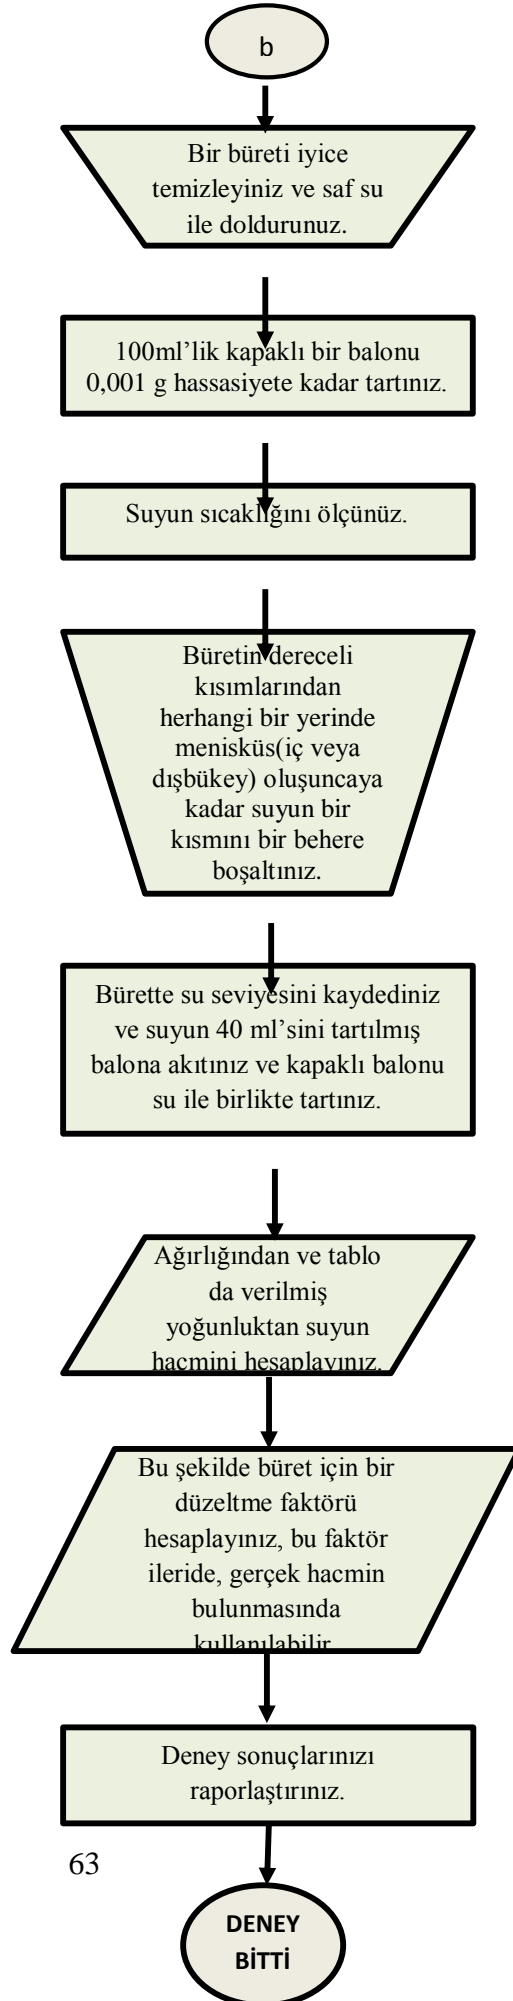 b
Bir büreti iyice
temizleyiniz ve saf su
ile doldurunuz.
100ml’lik kapaklı bir balonu
0,001 g hassasiyete kadar tartınız.
Suyun sıcaklığını ölçünüz.
Büretin dereceli
kısımlarından
herhangi bir yerinde
menisküs(iç veya
dışbükey) oluşuncaya
kadar suyun bir
kısmını bir behere
boşaltınız.
Bürette su seviyesini kaydediniz
ve suyun 40 ml’sini tartılmış
balona akıtınız ve kapaklı balonu
su ile birlikte tartınız.
Ağırlığından ve tablo
da verilmiş
yoğunluktan suyun
hacmini hesaplayınız.
Bu şekilde büret için bir
düzeltme faktörü
hesaplayınız, bu faktör
ileride, gerçek hacmin
bulunmasında
kullanılabilir
Deney sonuçlarınızı
raporlaştırınız.
63
DENEY
BİTTİ